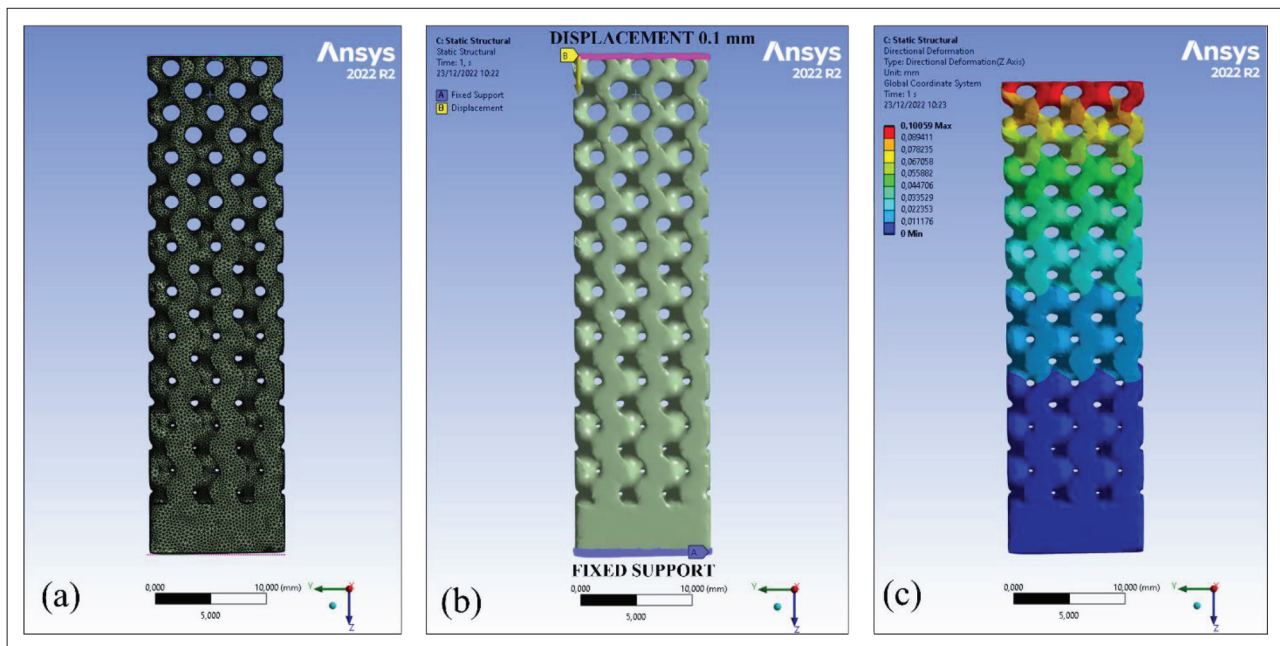 Ansys
2022 R2
0,000
10,000 (mm)
5,000
Y
X
Z
(a)
C: Static Structural
Static Structural
Time: 1, s
23/12/2022 10:22
A Fixed Support
B Displacement
DISPLACEMENT 0.1 mm
B
Ansys
2022 R2
A
FIXED SUPPORT
0,000
10,000 (mm)
5,000
Y
X
Z
(b)
C: Static Structural
Directional Deformation
Type: Directional Deformation(Z Axis)
Unit: mm
Global Coordinate System
Time: 1 s
23/12/2022 10:23
0,10059 Max
0,089411
0,078235
0,067058
0,055882
0,044706
0,033529
0,022353
0,011176
0 Min
Ansys
2022 R2
0,000
10,000 (mm)
5,000
Y
X
Z
(c)